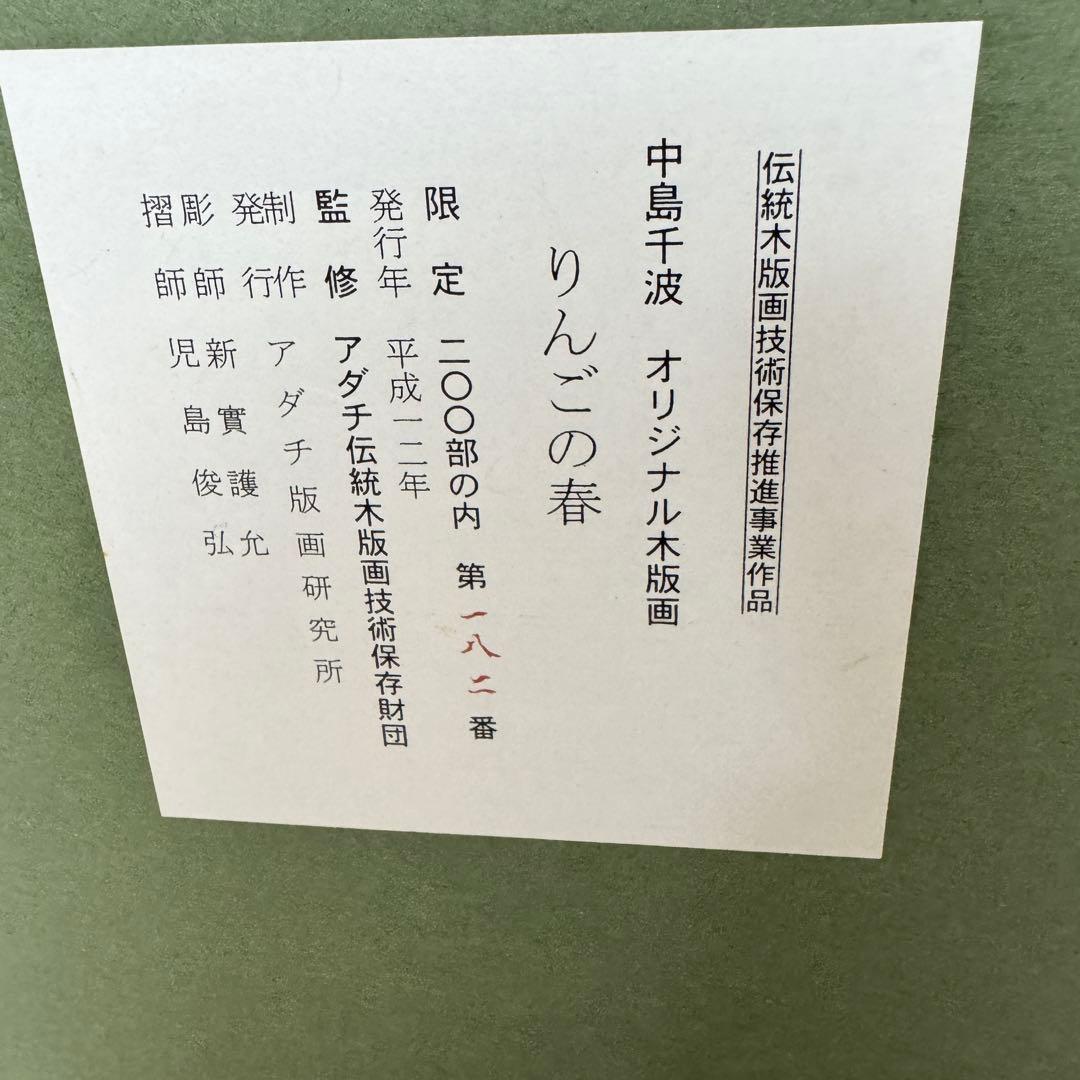 伝統木版画技術保存推進事業作品
中島千波 オリジナル木版画
りんごの春
限定 二〇〇部の内 第一八二番
発行年 平成一二年
監修 アダチ伝統木版画技術保存財団
制作
発行 アダチ版画研究所
彫師 新實護允
摺師 児島俊弘